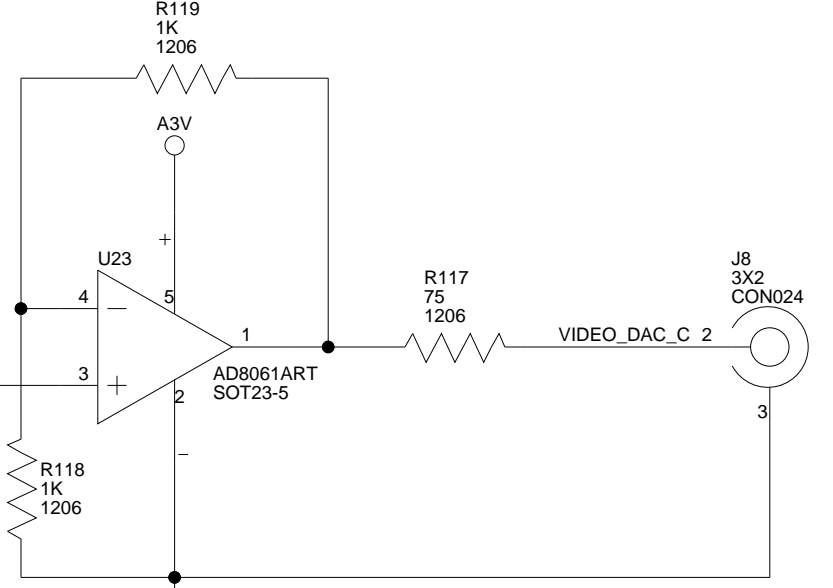 R119
1K
1206
A3V
+
U23
4
−
5
3
+
2
−
1
AD8061ART
SOT23-5
R117
75
1206
VIDEO_DAC_C 2
J8
3X2
CON024
3
R118
1K
1206